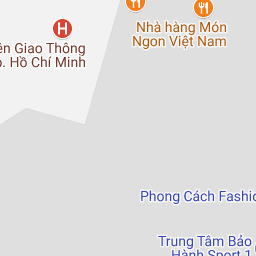 Nhà hàng Món
Ngon Việt Nam
H
ện Giao Thông
p. Hồ Chí Minh
Phong Cách Fashio
Trung Tâm Bảo
Hành Sport 1